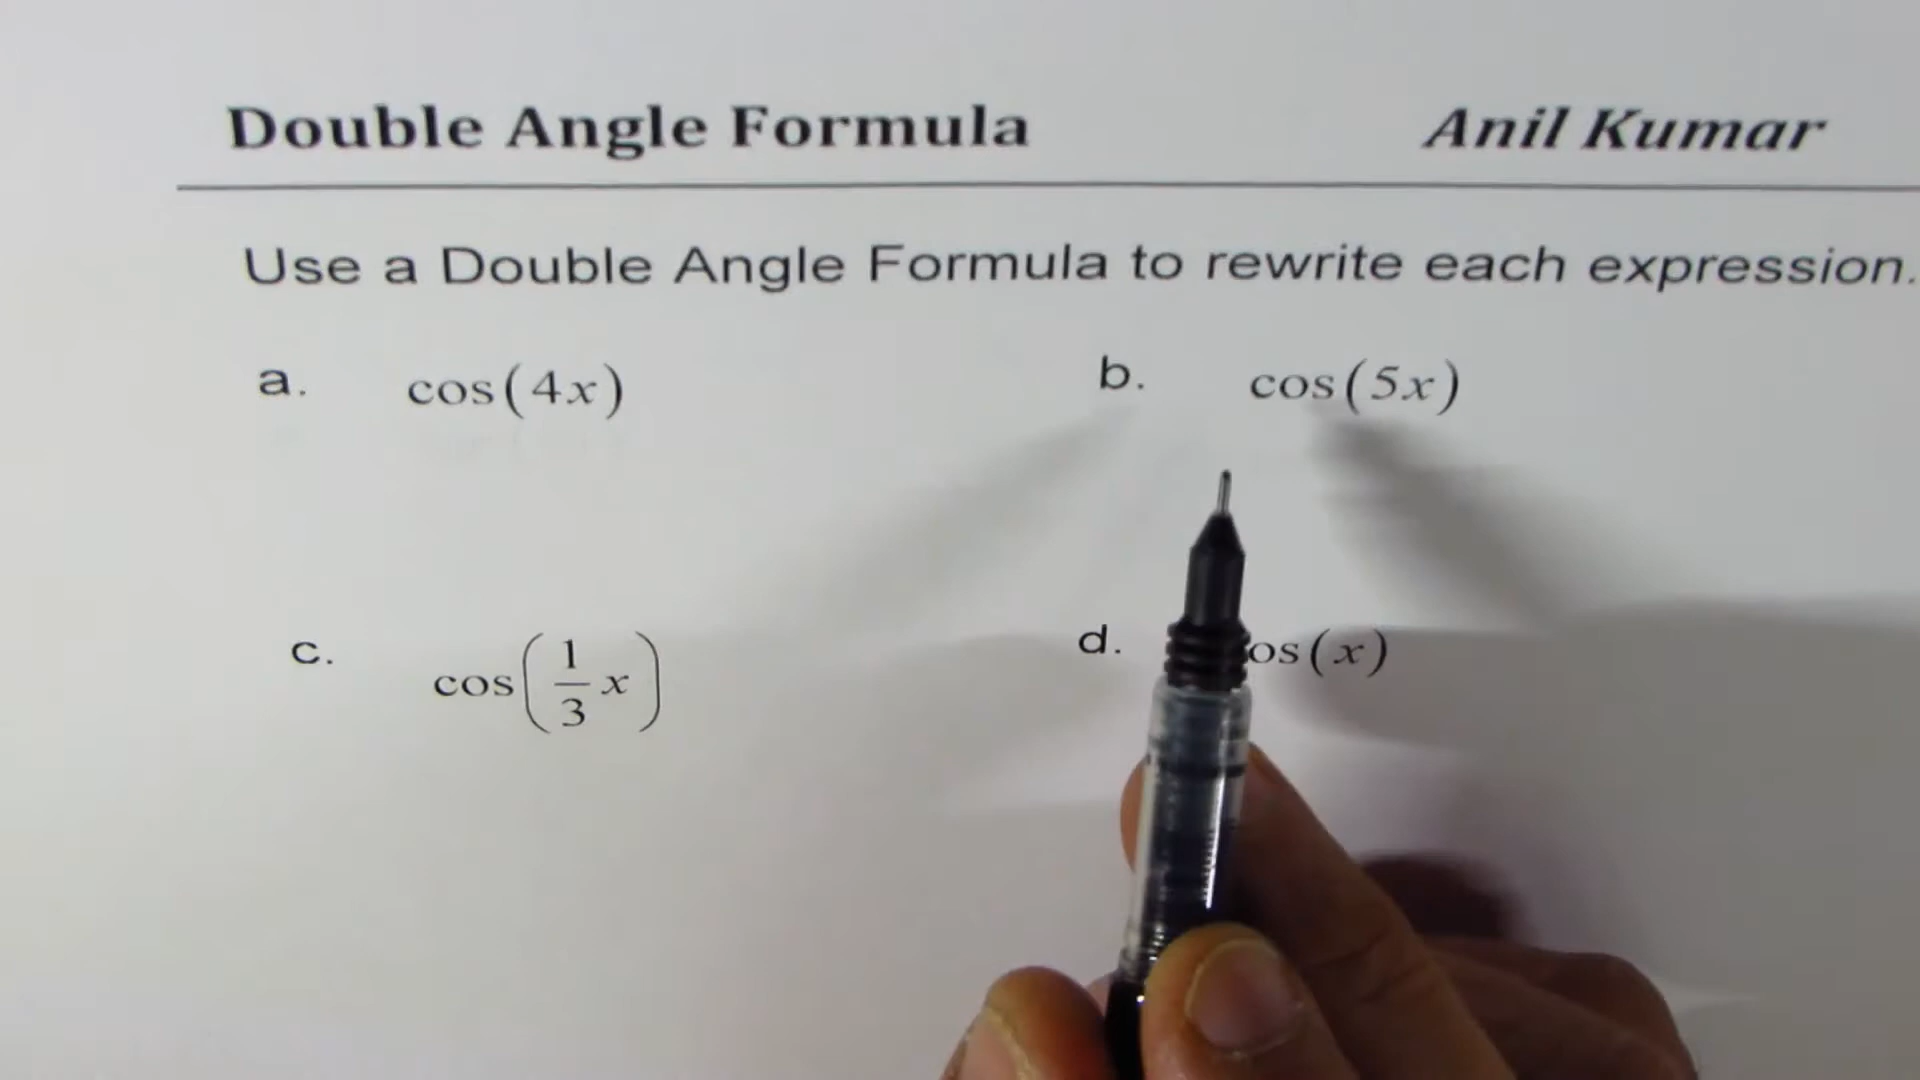 Double Angle Formula Anil Kumar
Use a Double Angle Formula to rewrite each expression.
a. cos(4x) b. cos(5x)
c. cos(1/3 x) d. os(x)